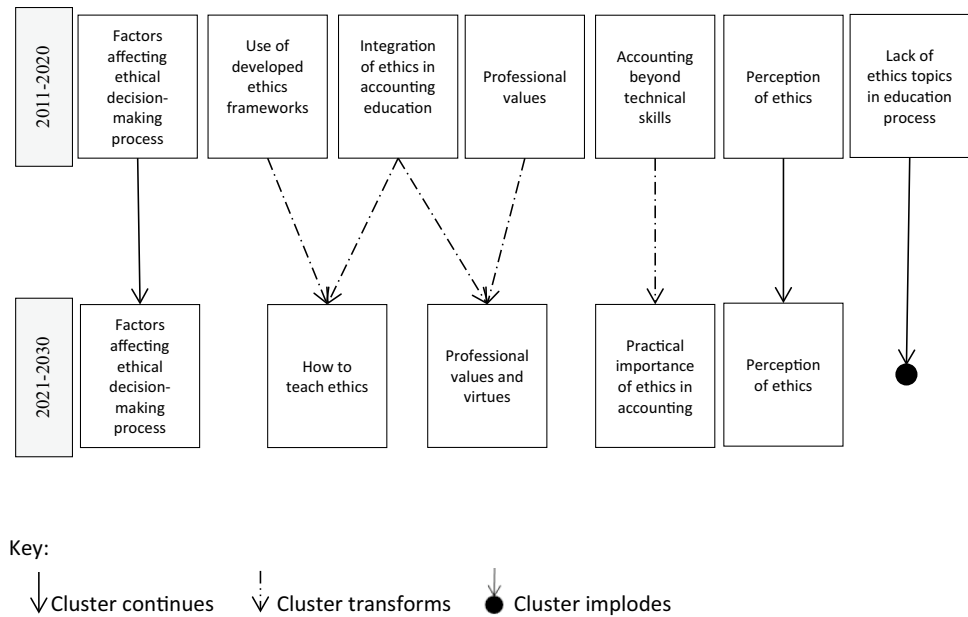 2011-2020
Factors
affecting
ethical
decision-
making
process
Use of
developed
ethics
frameworks
Integration
of ethics in
accounting
education
Professional
values
Accounting
beyond
technical
skills
Perception
of ethics
Lack of
ethics topics
in education
process
2021-2030
Factors
affecting
ethical
decision-
making
process
How to
teach ethics
Professional
values and
virtues
Practical
importance
of ethics in
accounting
Perception
of ethics
Key:
Cluster continues
Cluster transforms
Cluster implodes